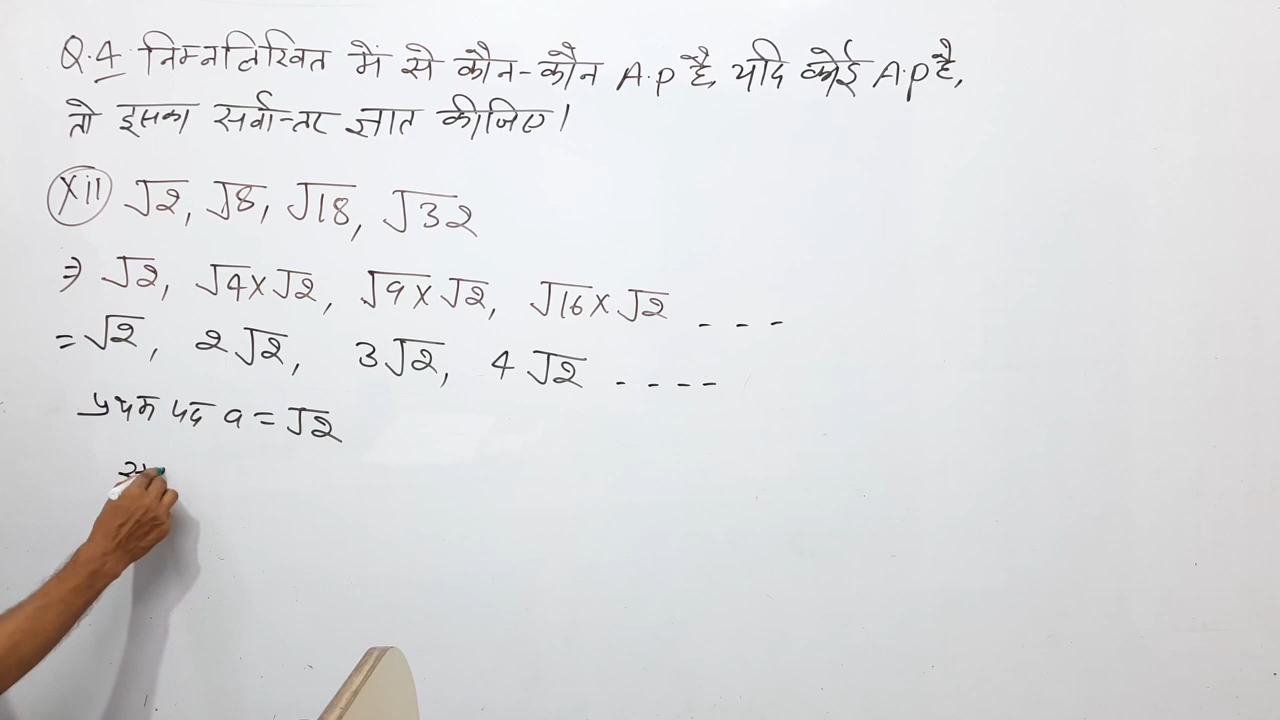 Q.4 निम्नलिखित में से कौन-कौन A.P है, यदि कोई A.P है,
तो इसका सर्वान्तर ज्ञात कीजिए।
(xii) √2, √8, √18, √32
⇒ √2, √4×√2, √9×√2, √16×√2 - - -
= √2, 2√2, 3√2, 4√2 - - - -
प्रथम पद a = √2